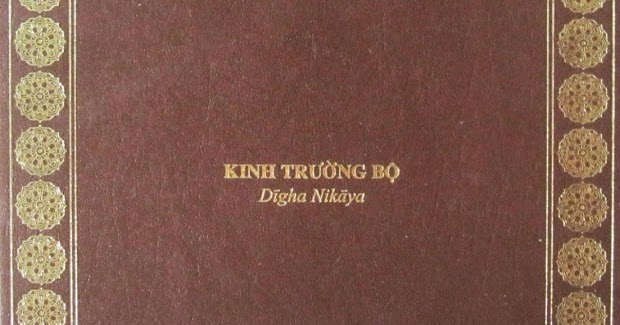 KINH TRƯỜNG BỘ
Dīgha Nikāya